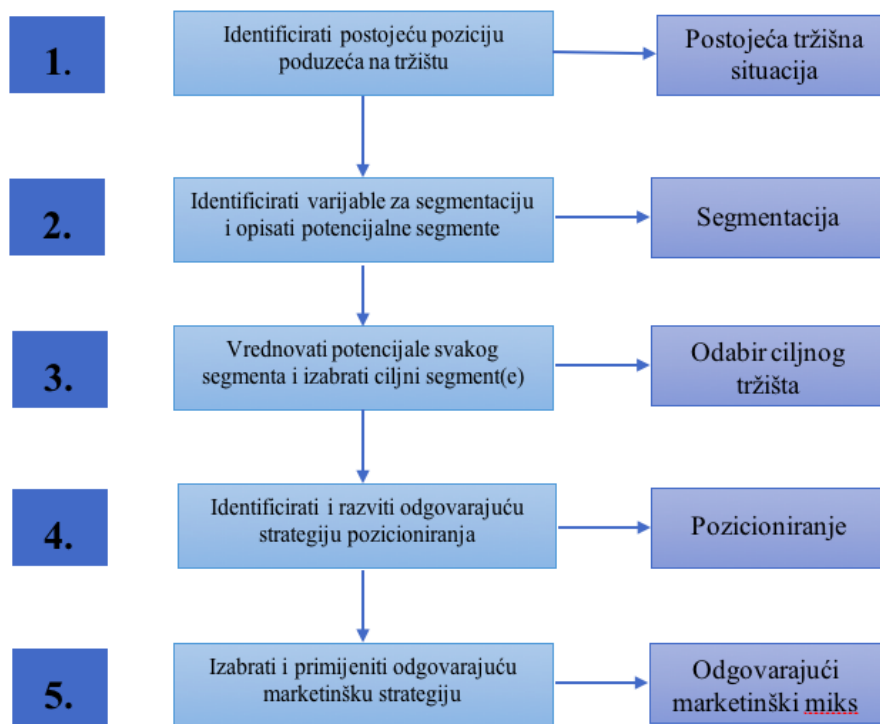 1.
Identificirati postojeću poziciju
poduzeća na tržištu
Postojeća tržišna
situacija
2.
Identificirati varijable za segmentaciju
i opisati potencijalne segmente
Segmentacija
3.
Vrednovati potencijale svakog
segmenta i izabrati ciljni segment(e)
Odabir ciljnog
tržišta
4.
Identificirati i razviti odgovarajuću
strategiju pozicioniranja
Pozicioniranje
5.
Izabrati i primijeniti odgovarajuću
marketinšku strategiju
Odgovarajući
marketinški miks